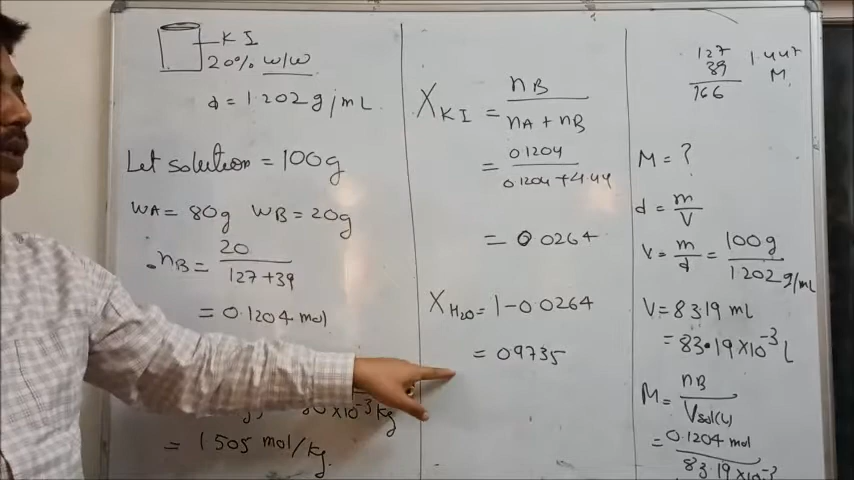 K I
20% w/w
d = 1.202 g/mL
Let solution = 100g
WA = 80g WB = 20g
nB = 20
127+39
= 0.1204 mol
0×10⁻³ kg
= 1.505 mol/kg.
X KI = nB
nA + nB
= 0.1204
0.1204+4.44
= 0.0264
X H2O = 1-0.0264
= 0.9735
127
39
166
1.447
M
M = ?
d = m
V
V = m = 100g
d 1.202 g/mL
V = 83.19 mL
= 83.19×10⁻³ L
M = nB
Vsol(L)
= 0.1204 mol
83.19×10⁻³